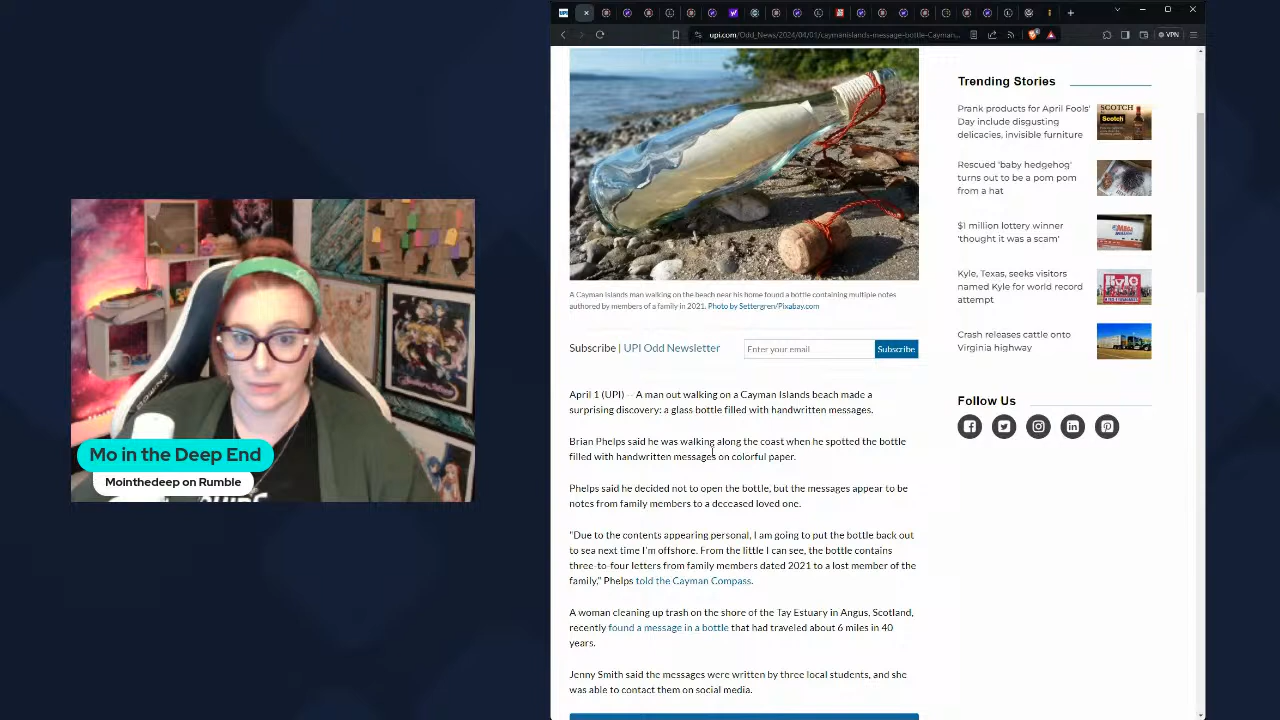 Mo in the Deep End
Mointhedeep on Rumble
UPI
upi.com/Odd_News/2024/04/01/caymanislands-message-bottle-Cayman...
VPN
A Cayman Islands man walking on the beach near his home found a bottle containing multiple notes
authored by members of a family in 2021. Photo by Settergren/Pixabay.com
Subscribe | UPI Odd Newsletter
Enter your email
Subscribe
April 1 (UPI) -- A man out walking on a Cayman Islands beach made a
surprising discovery: a glass bottle filled with handwritten messages.
Brian Phelps said he was walking along the coast when he spotted the bottle
filled with handwritten messages on colorful paper.
Phelps said he decided not to open the bottle, but the messages appear to be
notes from family members to a deceased loved one.
"Due to the contents appearing personal, I am going to put the bottle back out
to sea next time I'm offshore. From the little I can see, the bottle contains
three-to-four letters from family members dated 2021 to a lost member of the
family," Phelps told the Cayman Compass.
A woman cleaning up trash on the shore of the Tay Estuary in Angus, Scotland,
recently found a message in a bottle that had traveled about 6 miles in 40
years.
Jenny Smith said the messages were written by three local students, and she
was able to contact them on social media.
Trending Stories
Prank products for April Fools'
Day include disgusting
delicacies, invisible furniture
SCOTCH
Scotch
Rescued 'baby hedgehog'
turns out to be a pom pom
from a hat
$1 million lottery winner
'thought it was a scam'
Kyle, Texas, seeks visitors
named Kyle for world record
attempt
Kyle
Crash releases cattle onto
Virginia highway
Follow Us